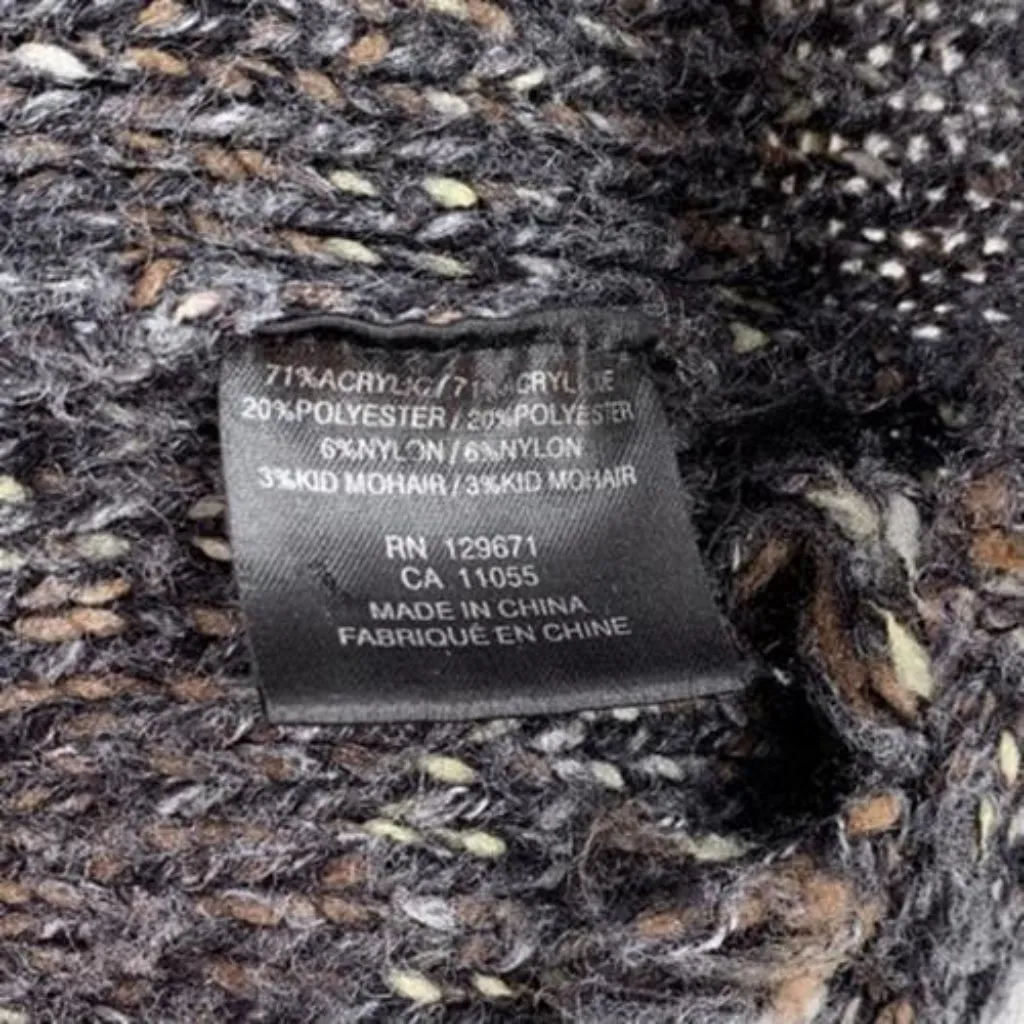 71%ACRYLIC/71%ACRYLIQUE
20%POLYESTER/20%POLYESTER
6%NYLON/6%NYLON
3%KID MOHAIR/3%KID MOHAIR
RN 129671
CA 11055
MADE IN CHINA
FABRIQUÉ EN CHINE